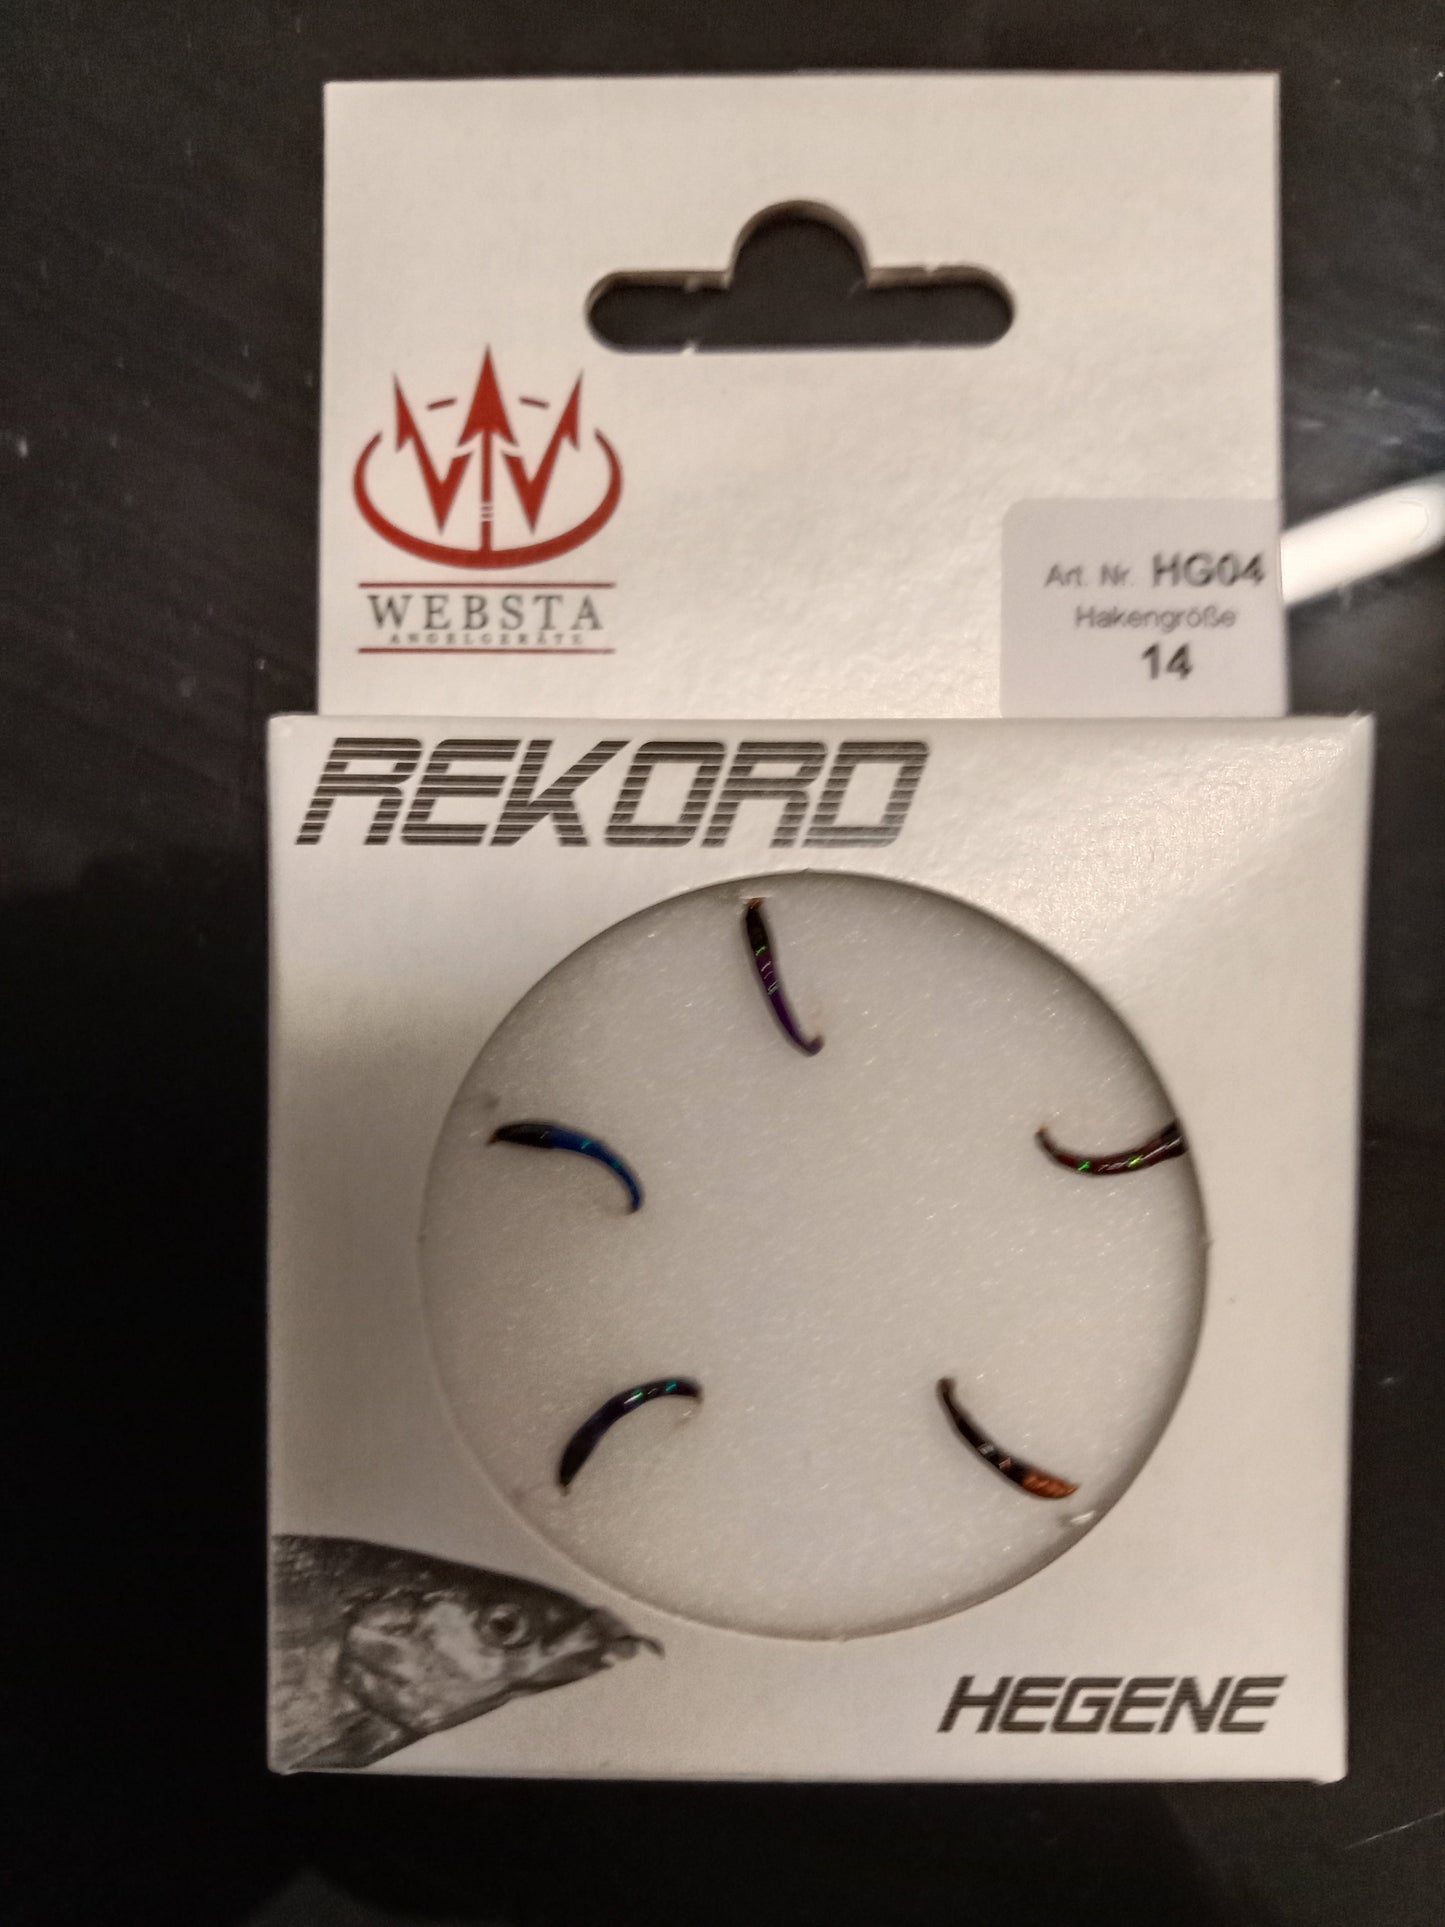 WEBSTA
ANGELGERÄTE
Art. Nr. HG04
Hakengröße
14
REKORD
HEGENE